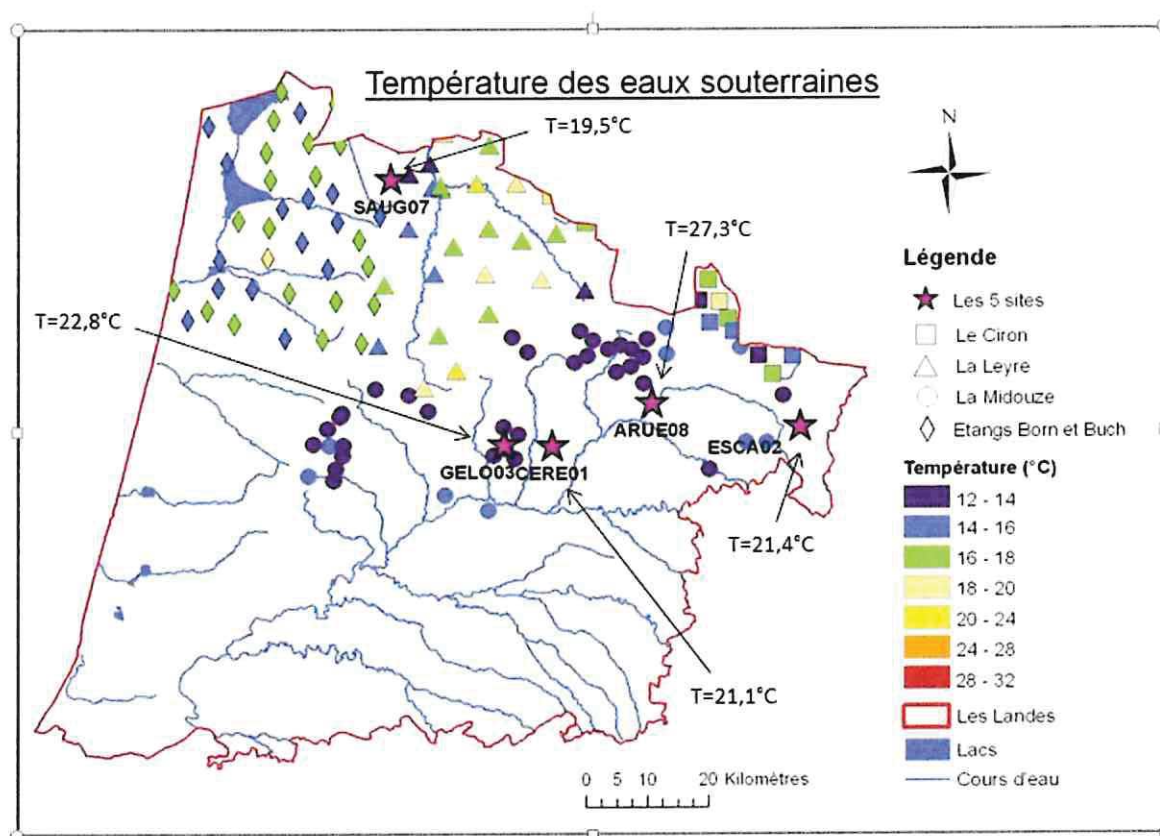 Température des eaux souterraines
T=19,5°C
N
SAUG07
T=27,3°C
T=22,8°C
ARUE08
ESCA02
GELO03CERE01
T=21,4°C
T=21,1°C
0 5 10 20 Kilomètres
Légende
Les 5 sites
Le Ciron
La Leyre
La Midouze
Etangs Born et Buch
Température (°C)
12 - 14
14 - 16
16 - 18
18 - 20
20 - 24
24 - 28
28 - 32
Les Landes
Lacs
Cours d'eau